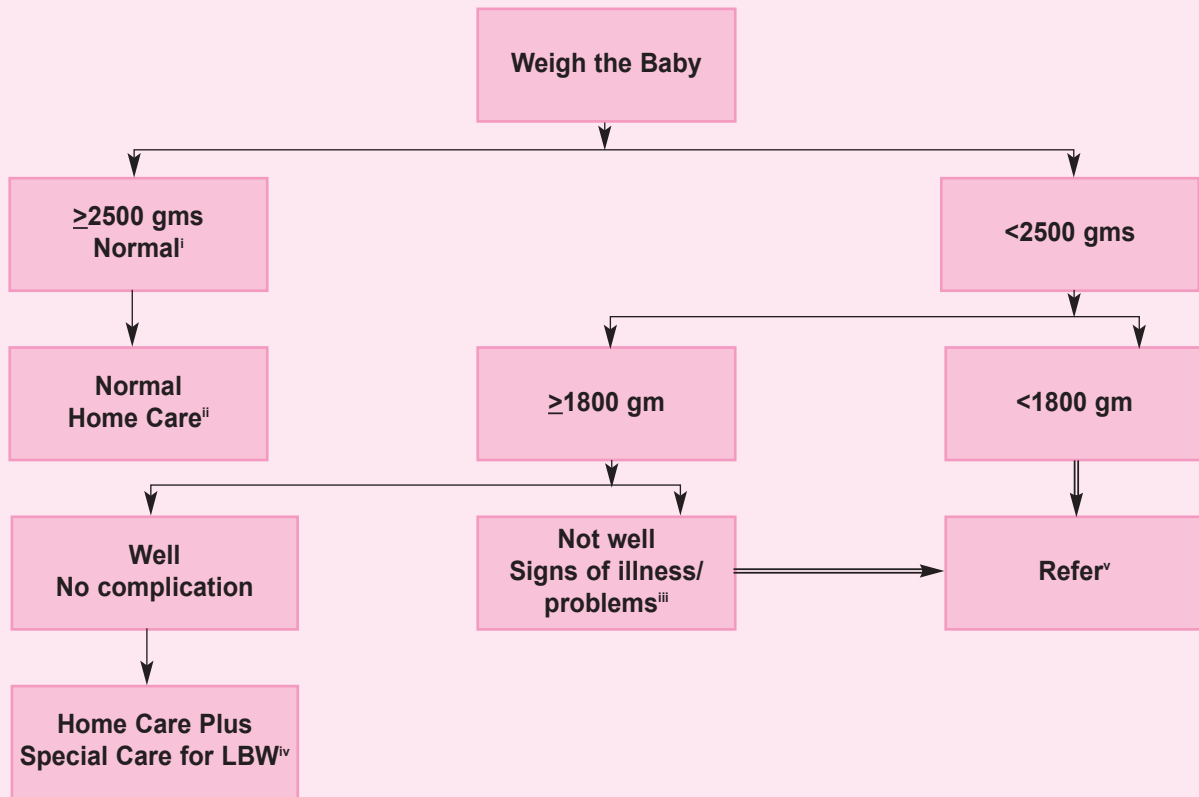 Weigh the Baby
≥2500 gms
Normalⁱ
<2500 gms
Normal
Home Careⁱⁱ
≥1800 gm
<1800 gm
Well
No complication
Not well
Signs of illness/
problemsⁱⁱⁱ
Referᵛ
Home Care Plus
Special Care for LBWⁱᵛ